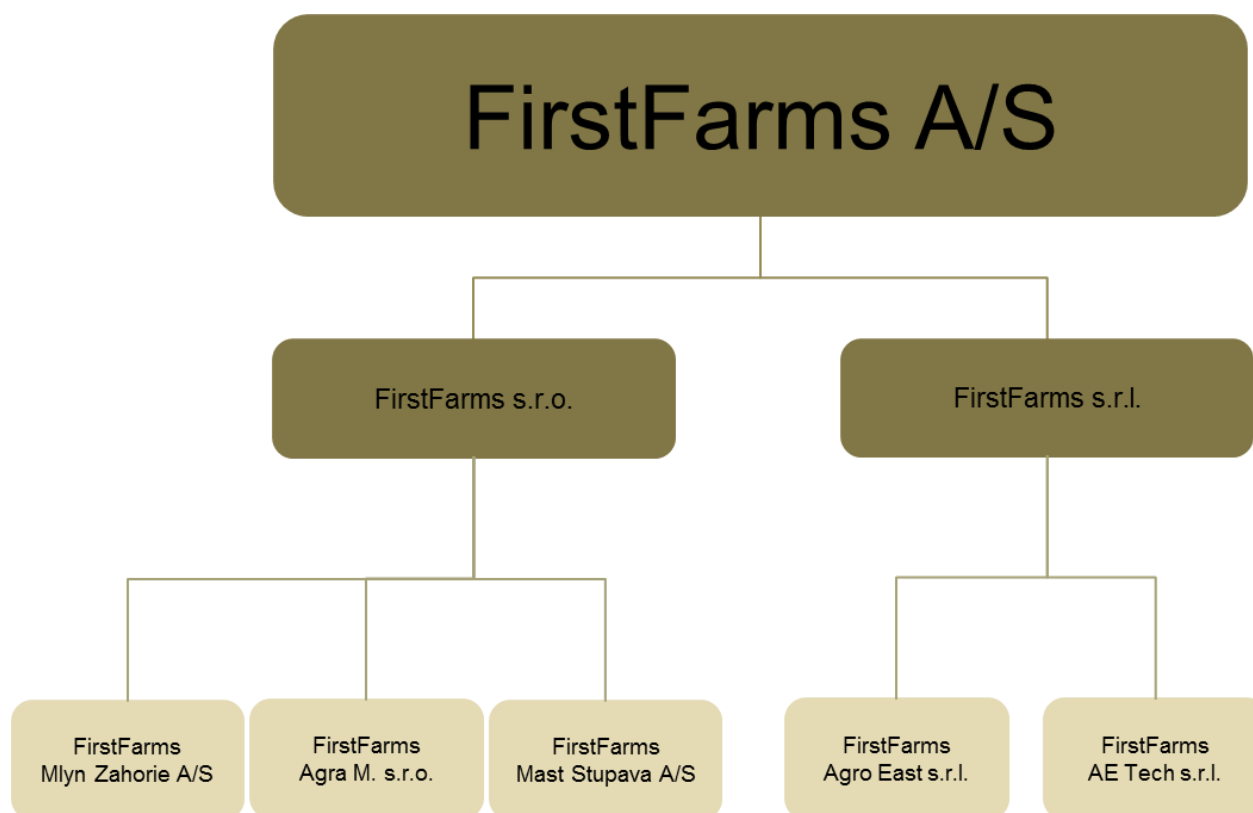 FirstFarms A/S
FirstFarms s.r.o.
FirstFarms s.r.l.
FirstFarms
Mlyn Zahorie A/S
FirstFarms
Agra M. s.r.o.
FirstFarms
Mast Stupava A/S
FirstFarms
Agro East s.r.l.
FirstFarms
AE Tech s.r.l.